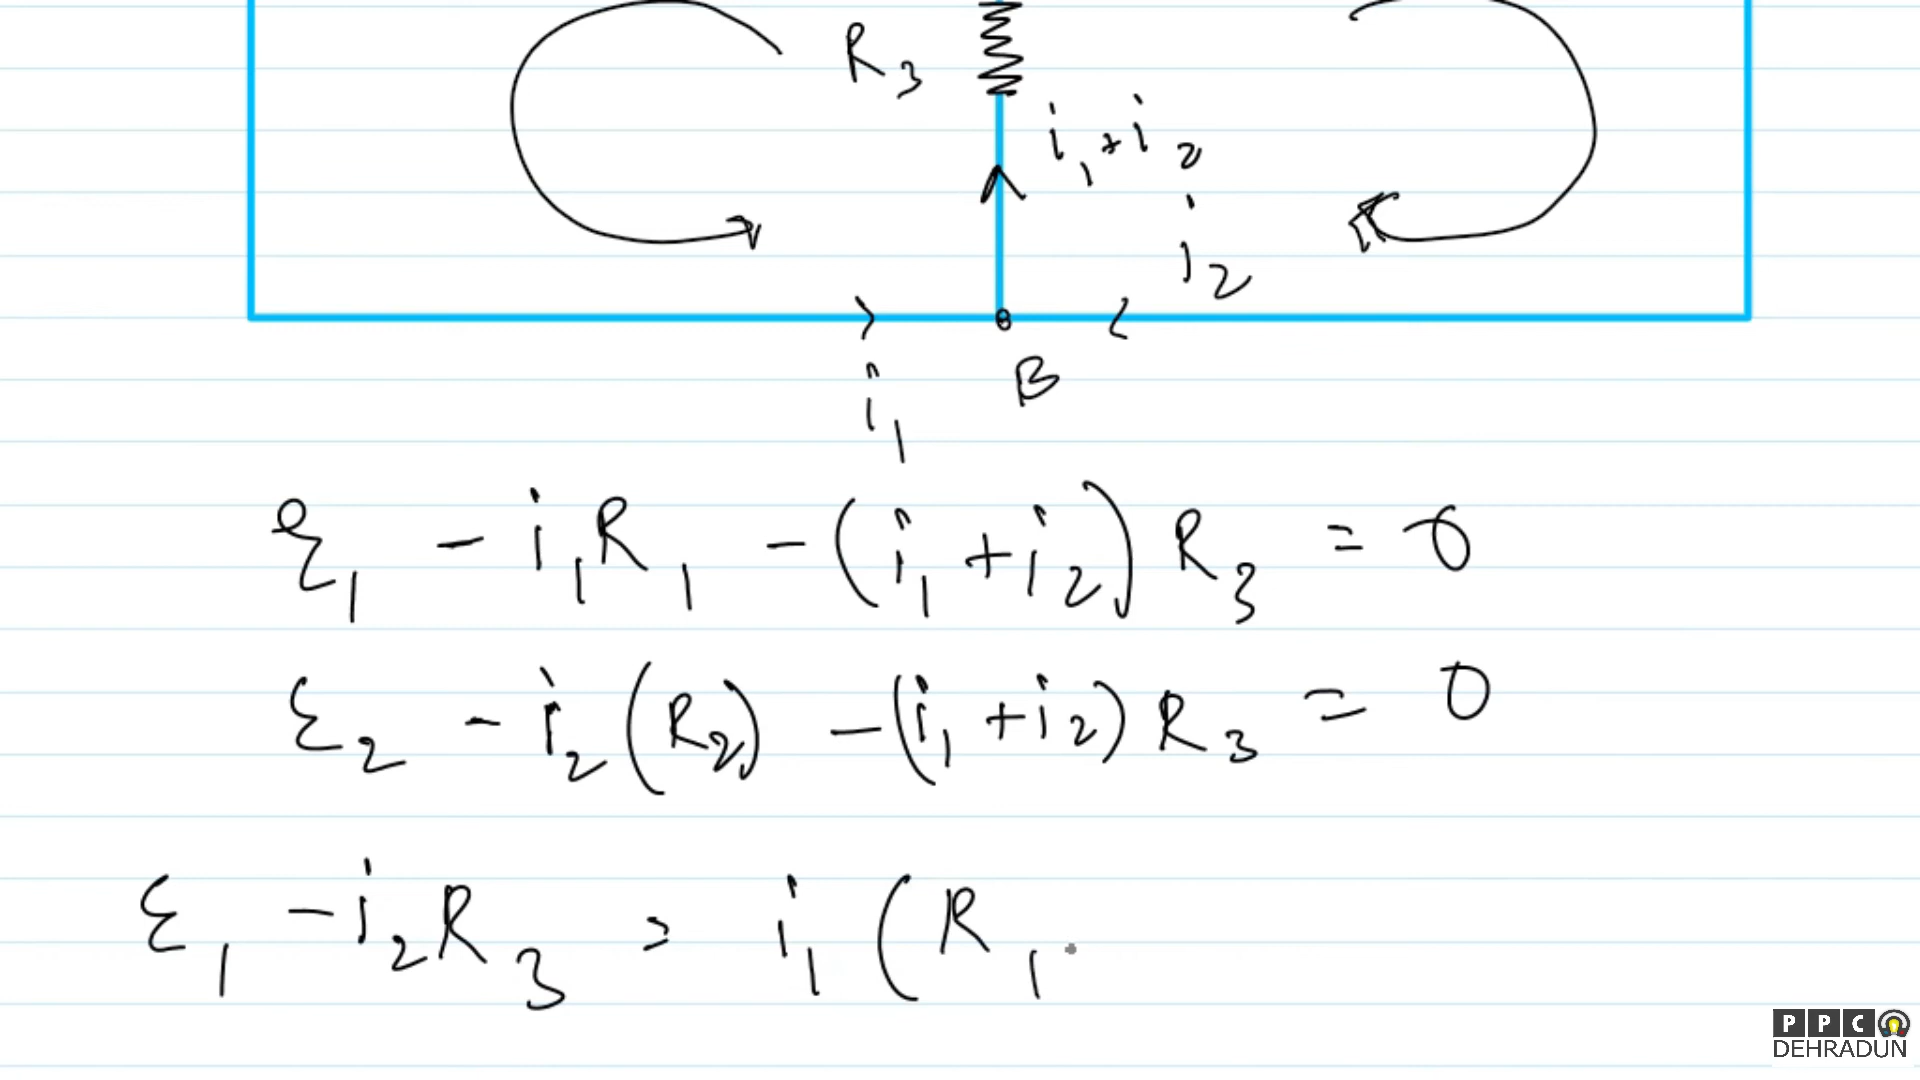 R₃
i₁+i₂
i₂
i₁
B
ε₁ - i₁R₁ - (i₁ + i₂) R₃ = 0
ε₂ - i₂(R₂) - (i₁ + i₂) R₃ = 0
ε₁ - i₂R₃ = i₁ (R₁
PPC
DEHRADUN